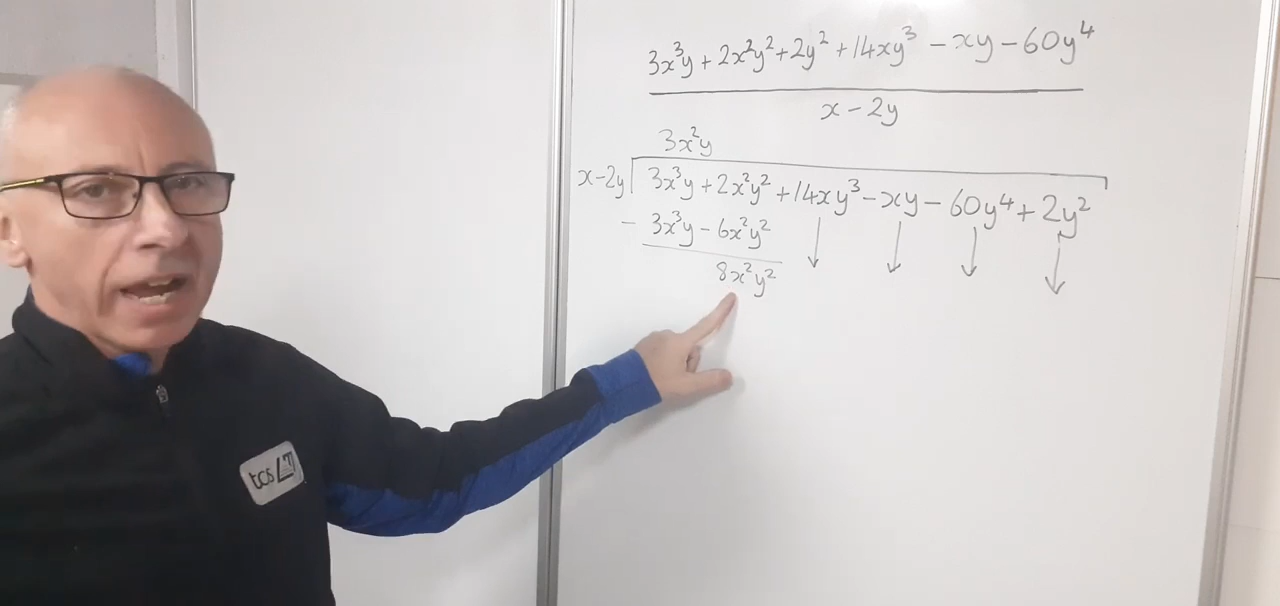 3x³y + 2x²y² + 2y² + 14xy³ - xy - 60y⁴
x - 2y
3x²y
x-2y 3x³y + 2x²y² + 14xy³ - xy - 60y⁴ + 2y²
- 3x³y - 6x²y²
8x²y²
tcs